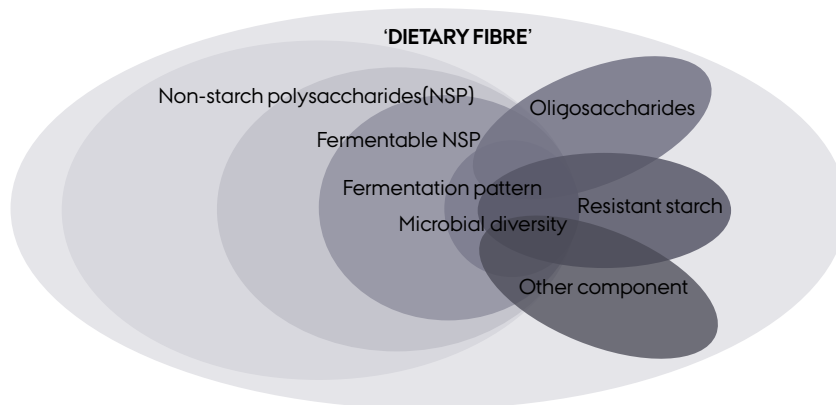 ‘DIETARY FIBRE’
Non-starch polysaccharides(NSP)
Oligosaccharides
Fermentable NSP
Fermentation pattern
Resistant starch
Microbial diversity
Other component